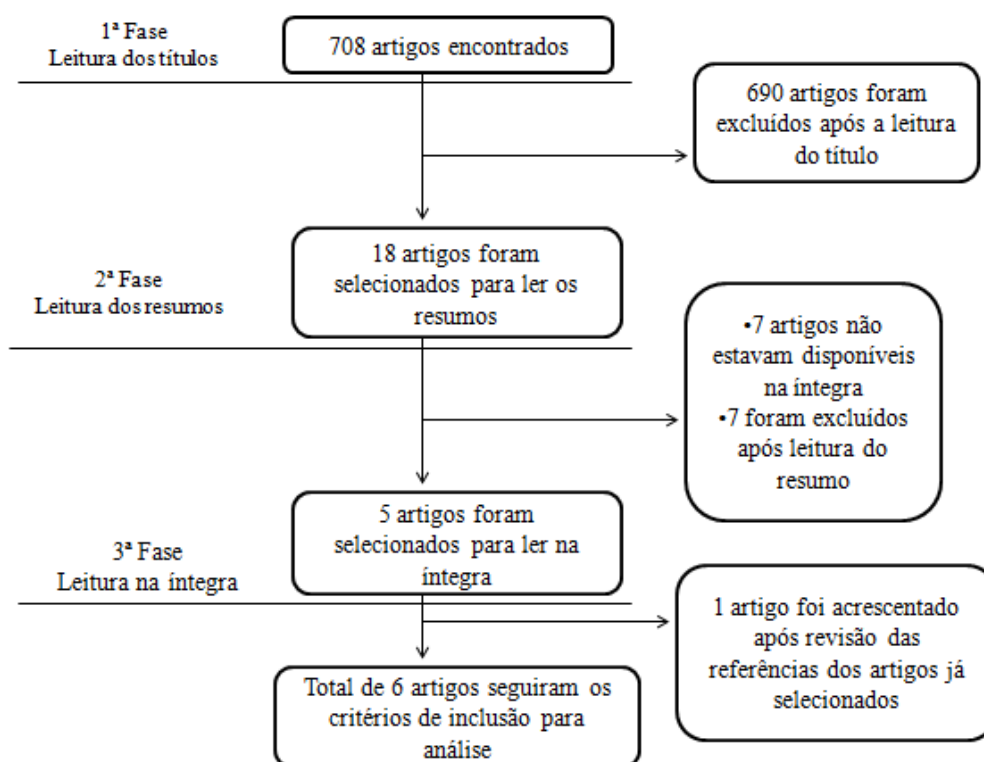 1ª Fase
Leitura dos títulos
708 artigos encontrados
690 artigos foram
excluídos após a leitura
do título
18 artigos foram
selecionados para ler os
resumos
2ª Fase
Leitura dos resumos
•7 artigos não
estavam disponíveis
na íntegra
•7 foram excluídos
após leitura do
resumo
5 artigos foram
selecionados para ler na
íntegra
3ª Fase
Leitura na íntegra
1 artigo foi acrescentado
após revisão das
referências dos artigos já
selecionados
Total de 6 artigos seguiram os
critérios de inclusão para
análise